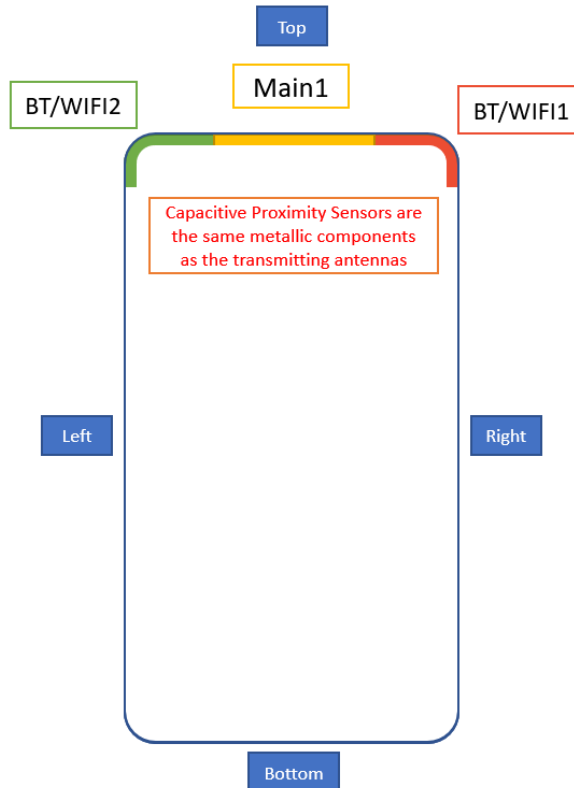 Top
Main1
BT/WIFI2
BT/WIFI1
Capacitive Proximity Sensors are
the same metallic components
as the transmitting antennas
Left
Right
Bottom